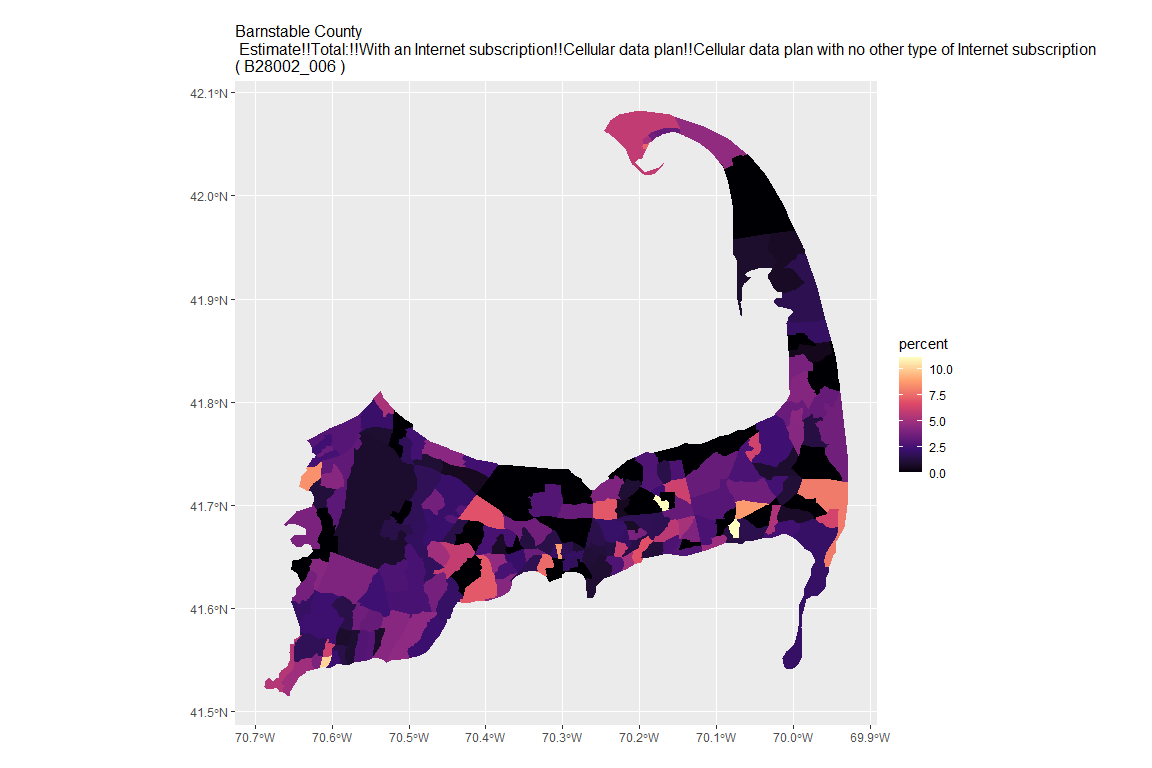 Barnstable County
Estimate!!Total:!!With an Internet subscription!!Cellular data plan!!Cellular data plan with no other type of Internet subscription
( B28002_006 )
42.1°N
42.0°N
41.9°N
41.8°N
41.7°N
41.6°N
41.5°N
70.7°W 70.6°W 70.5°W 70.4°W 70.3°W 70.2°W 70.1°W 70.0°W 69.9°W
percent
10.0
7.5
5.0
2.5
0.0